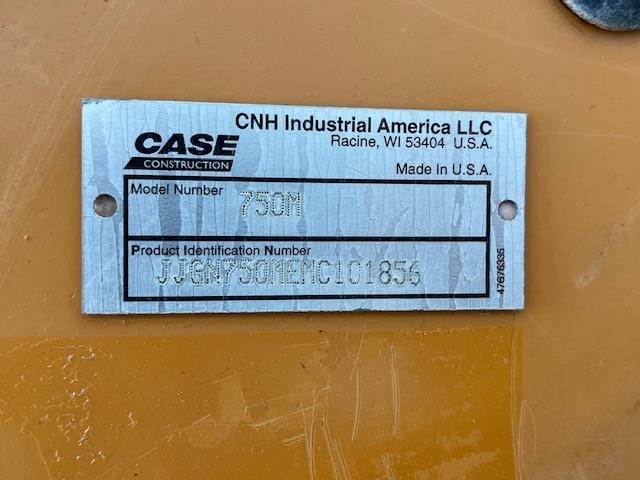 CNH Industrial America LLC
Racine, WI 53404 U.S.A.
CASE
CONSTRUCTION
Made in U.S.A.
Model Number
750M
Product Identification Number
JJGN750MEMC101856
47676335